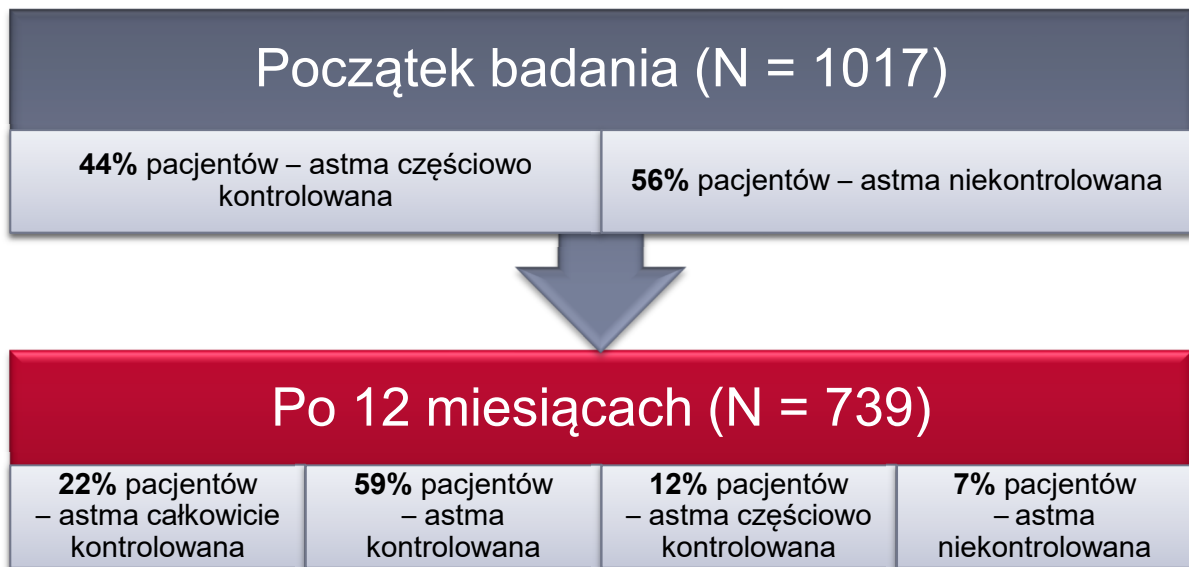 Początek badania (N = 1017)
44% pacjentów – astma częściowo
kontrolowana
56% pacjentów – astma niekontrolowana
Po 12 miesiącach (N = 739)
22% pacjentów
– astma całkowicie
kontrolowana
59% pacjentów
– astma
kontrolowana
12% pacjentów
– astma częściowo
kontrolowana
7% pacjentów
– astma
niekontrolowana